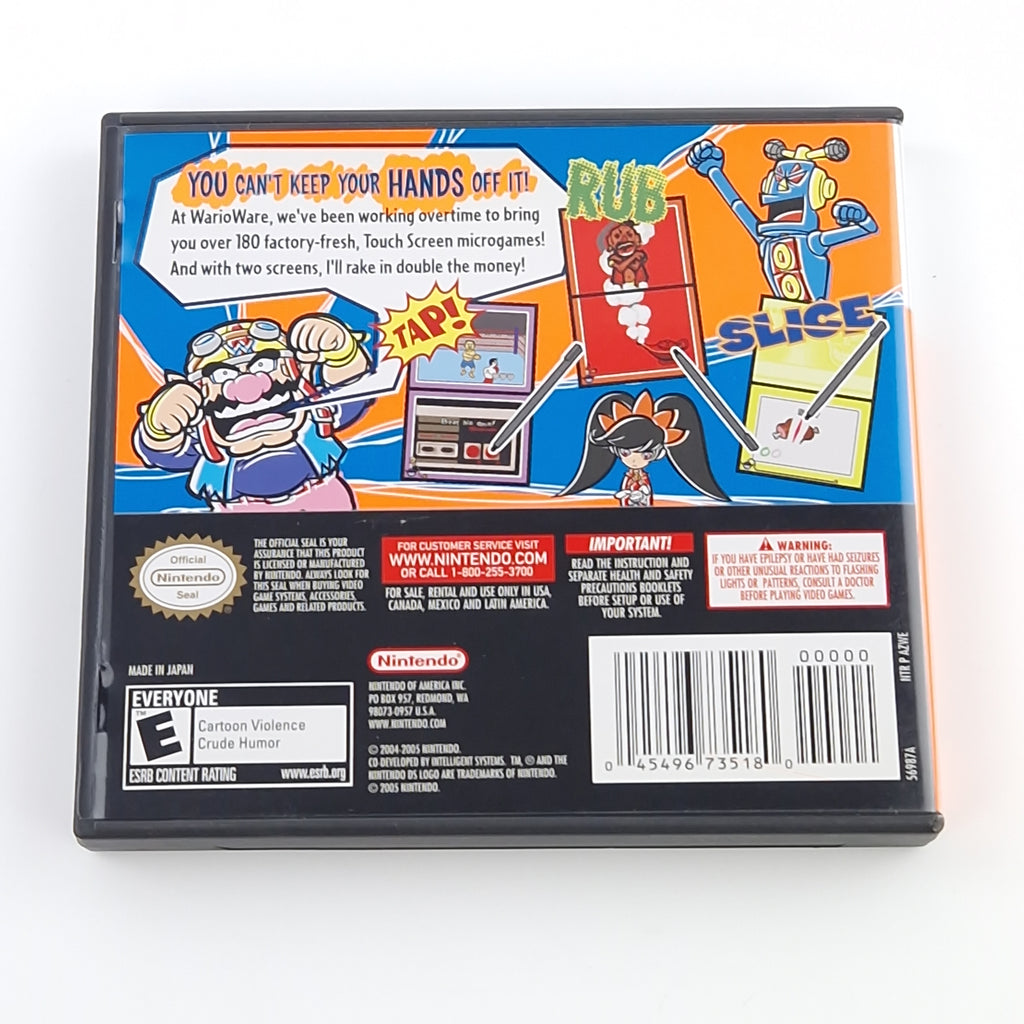 YOU CAN'T KEEP YOUR HANDS OFF IT!
At WarioWare, we've been working overtime to bring
you over 180 factory-fresh, Touch Screen microgames!
And with two screens, I'll rake in double the money!
RUB
TAP!
SLICE
Official
Nintendo
Seal
THE OFFICIAL SEAL IS YOUR
ASSURANCE THAT THIS PRODUCT
IS LICENSED OR MANUFACTURED
BY NINTENDO. ALWAYS LOOK FOR
THIS SEAL WHEN BUYING VIDEO
GAME SYSTEMS, ACCESSORIES,
GAMES AND RELATED PRODUCTS.
FOR CUSTOMER SERVICE VISIT
WWW.NINTENDO.COM
OR CALL 1-800-255-3700
FOR SALE, RENTAL AND USE ONLY IN USA,
CANADA, MEXICO AND LATIN AMERICA.
IMPORTANT!
READ THE INSTRUCTION AND
SEPARATE HEALTH AND SAFETY
PRECAUTIONS BOOKLETS
BEFORE SETUP OR USE OF
YOUR SYSTEM.
WARNING:
IF YOU HAVE EPILEPSY OR HAVE HAD SEIZURES
OR OTHER UNUSUAL REACTIONS TO FLASHING
LIGHTS OR PATTERNS, CONSULT A DOCTOR
BEFORE PLAYING VIDEO GAMES.
MADE IN JAPAN
EVERYONE
E
™
Cartoon Violence
Crude Humor
ESRB CONTENT RATING www.esrb.org
Nintendo®
NINTENDO OF AMERICA INC.
PO BOX 957, REDMOND, WA
98073-0957 U.S.A.
WWW.NINTENDO.COM
© 2004-2005 NINTENDO.
CO-DEVELOPED BY INTELLIGENT SYSTEMS. TM, ® AND THE
NINTENDO DS LOGO ARE TRADEMARKS OF NINTENDO.
© 2005 NINTENDO.
00000
0 45496 73518 0
NTR P AZWE
56987A